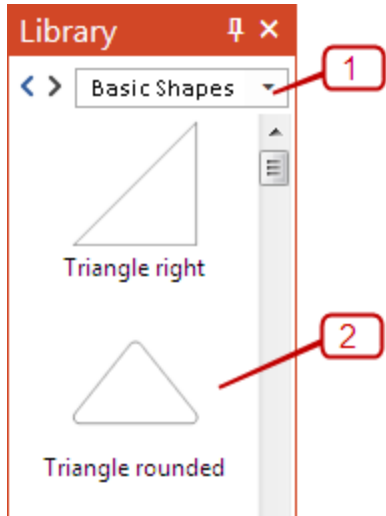 Library
1
Basic Shapes
Triangle right
2
Triangle rounded